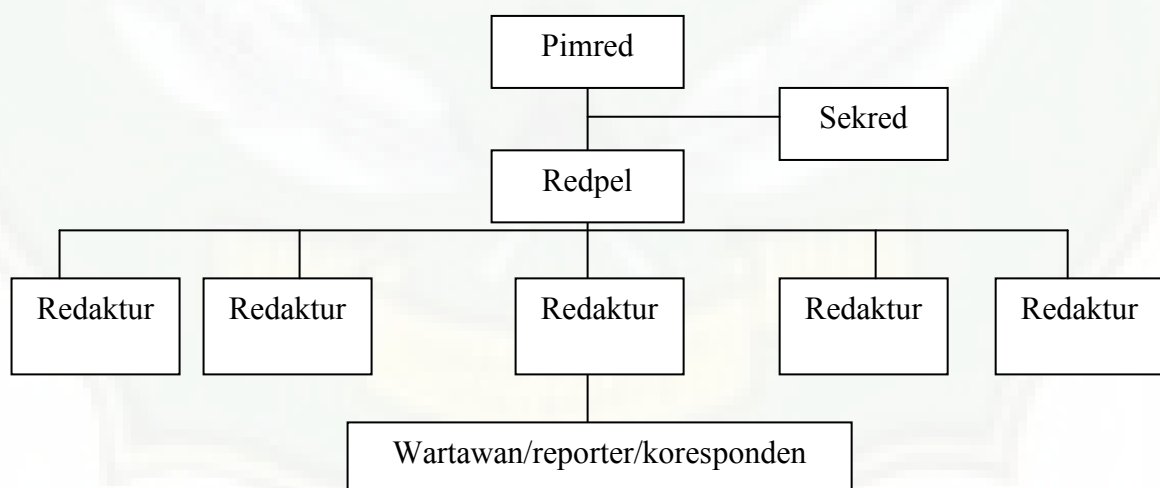 Pimred
Sekred
Redpel
Redaktur
Redaktur
Redaktur
Redaktur
Redaktur
Wartawan/reporter/koresponden